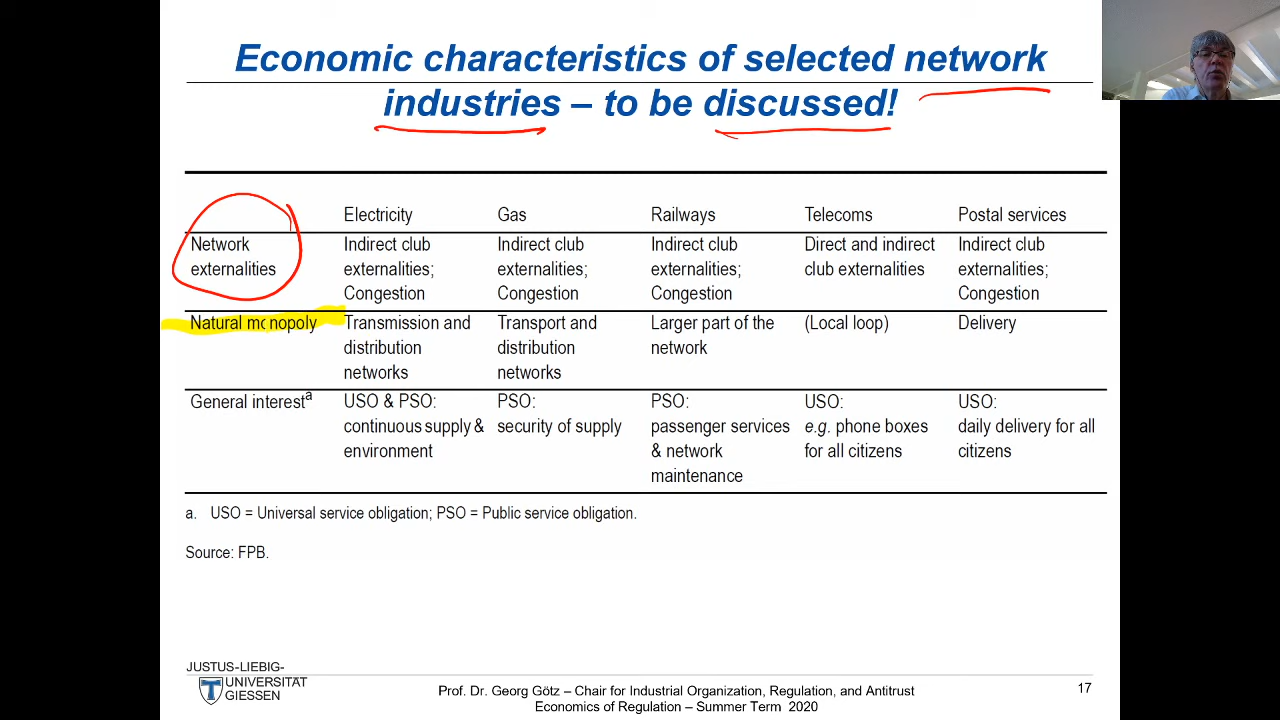 Economic characteristics of selected network
industries – to be discussed!
Electricity Gas Railways Telecoms Postal services
Network Indirect club Indirect club Indirect club Direct and indirect Indirect club
externalities externalities; externalities; externalities; club externalities externalities;
Congestion Congestion Congestion Congestion
Natural monopoly Transmission and Transport and Larger part of the (Local loop) Delivery
distribution distribution network
networks networks
General interesta USO & PSO: PSO: PSO: USO: USO:
continuous supply & security of supply passenger services e.g. phone boxes daily delivery for all
environment & network for all citizens citizens
maintenance
a. USO = Universal service obligation; PSO = Public service obligation.
Source: FPB.
JUSTUS-LIEBIG-
UNIVERSITÄT
GIESSEN
Prof. Dr. Georg Götz – Chair for Industrial Organization, Regulation, and Antitrust
Economics of Regulation – Summer Term 2020
17